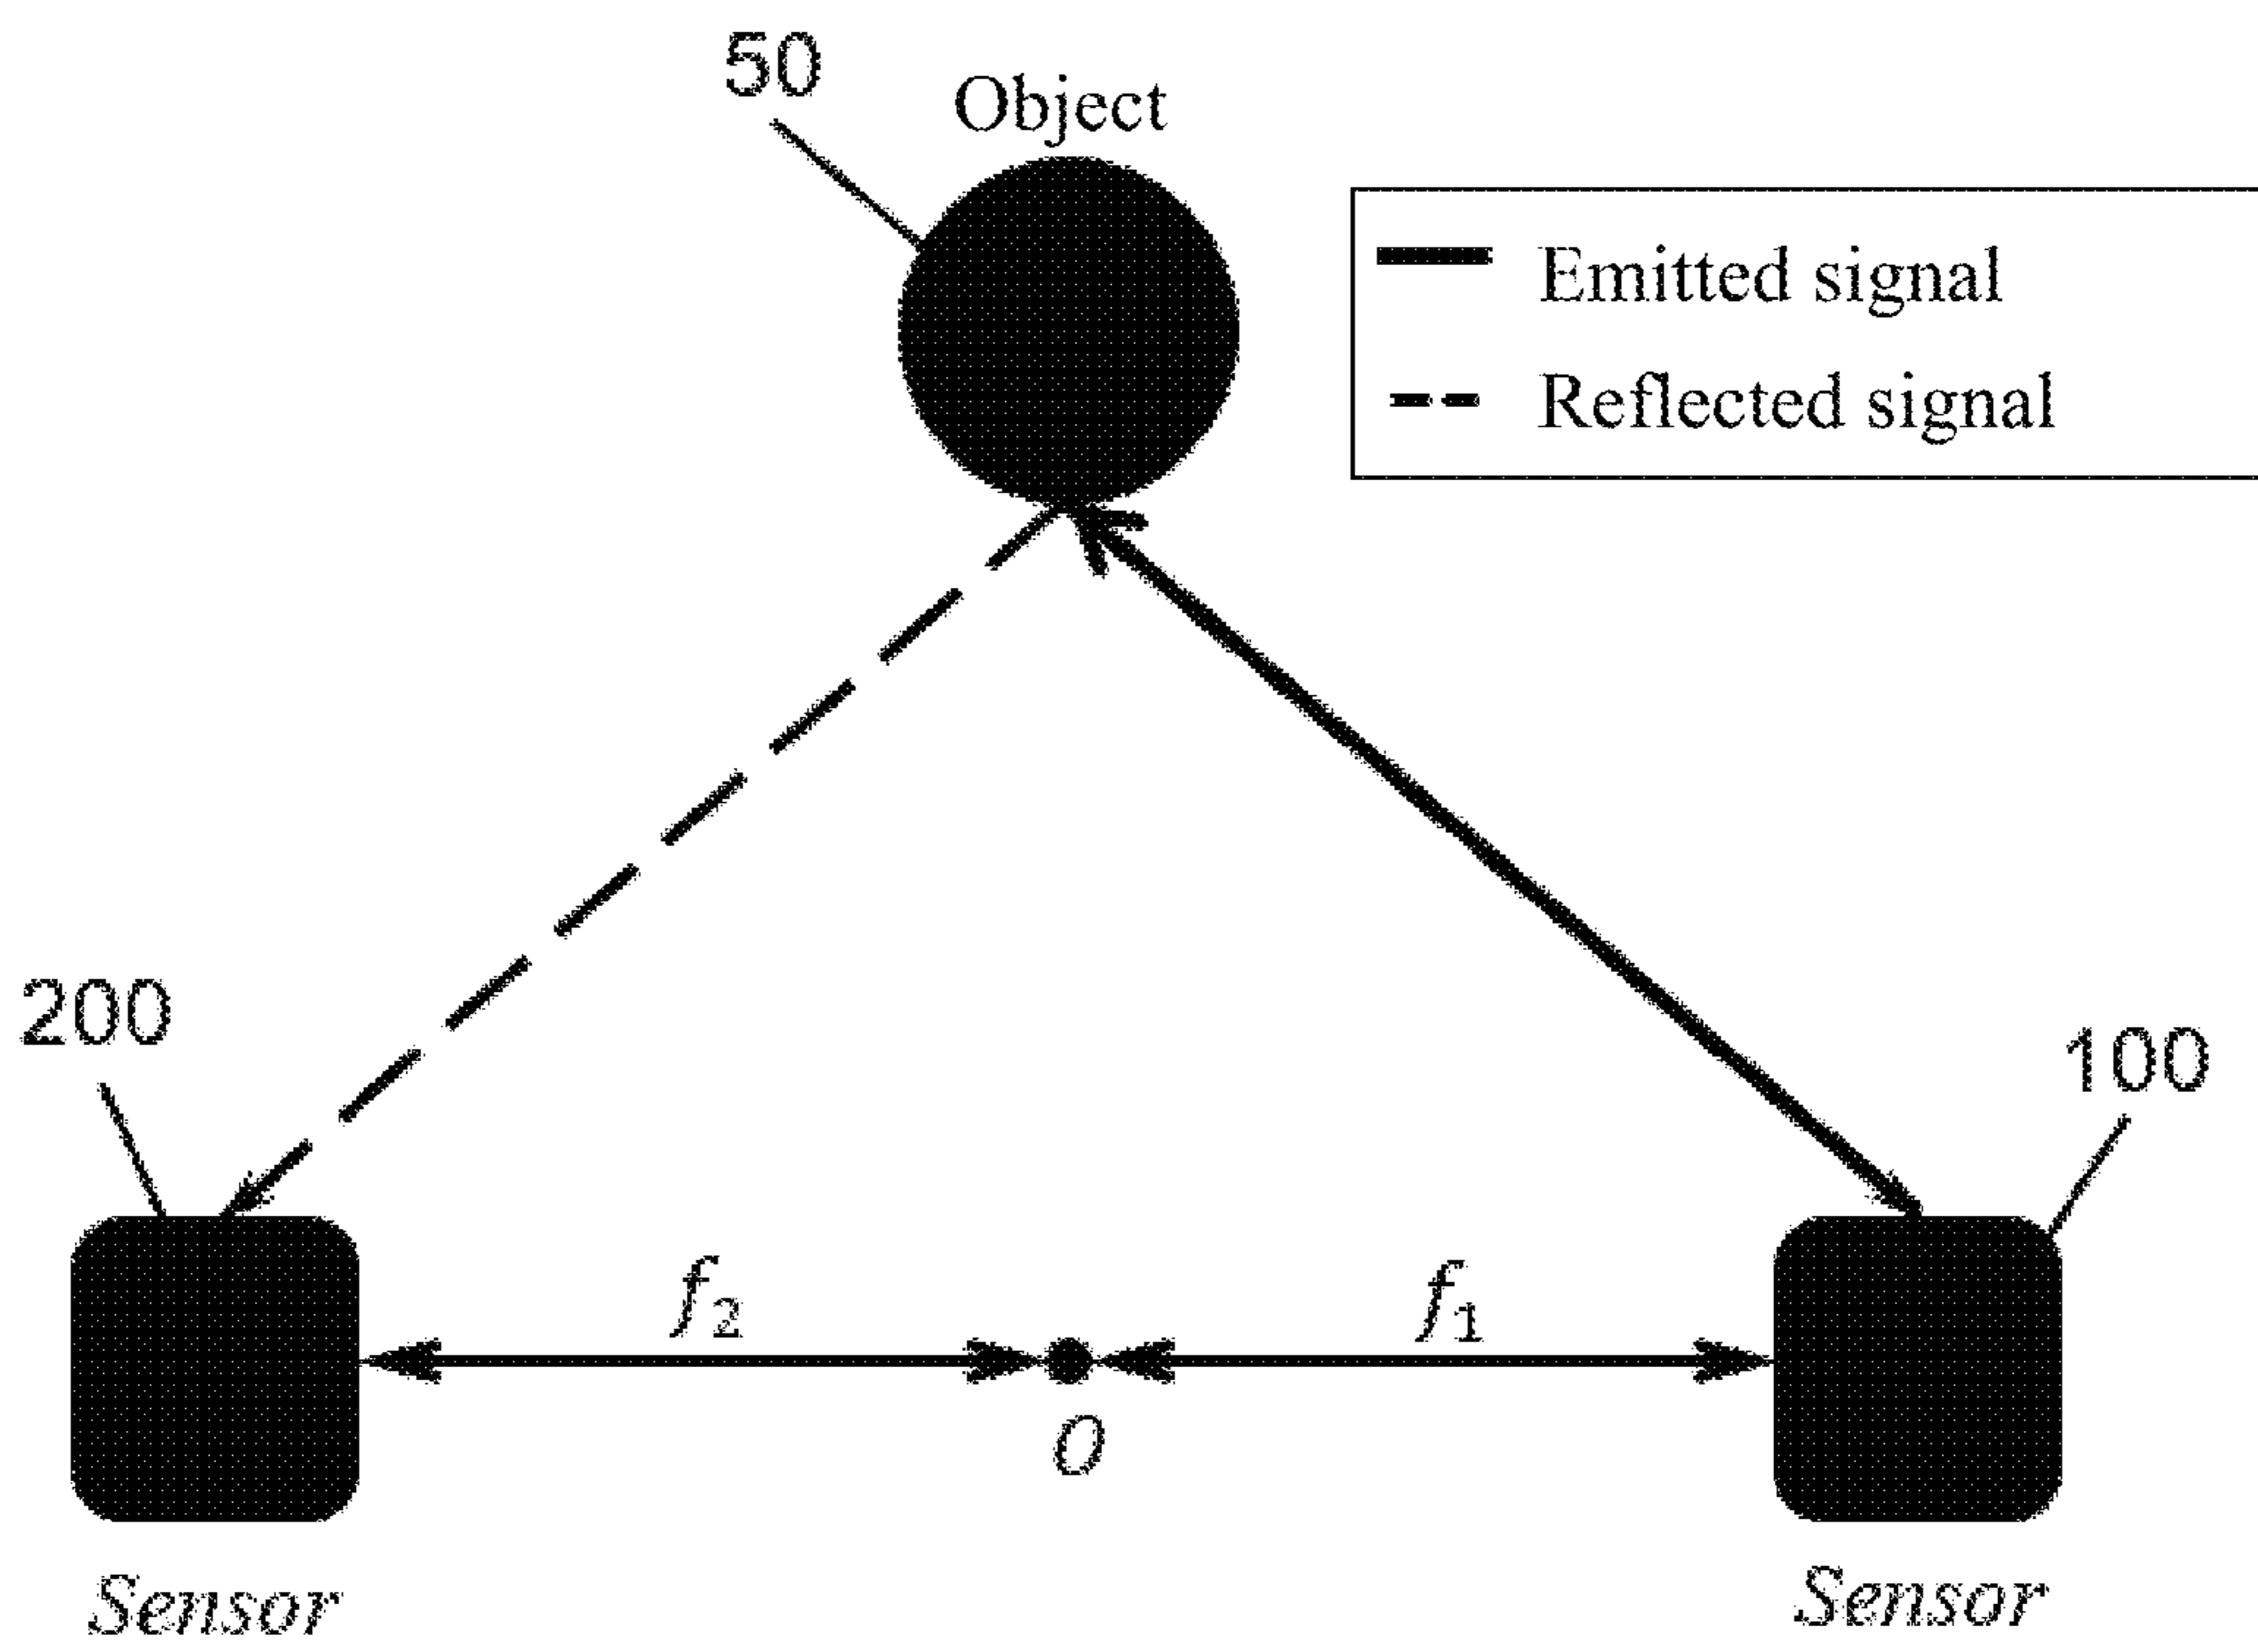 50
Object
Emitted signal
Reflected signal
200
100
f₂
f₁
O
Sensor
Sensor